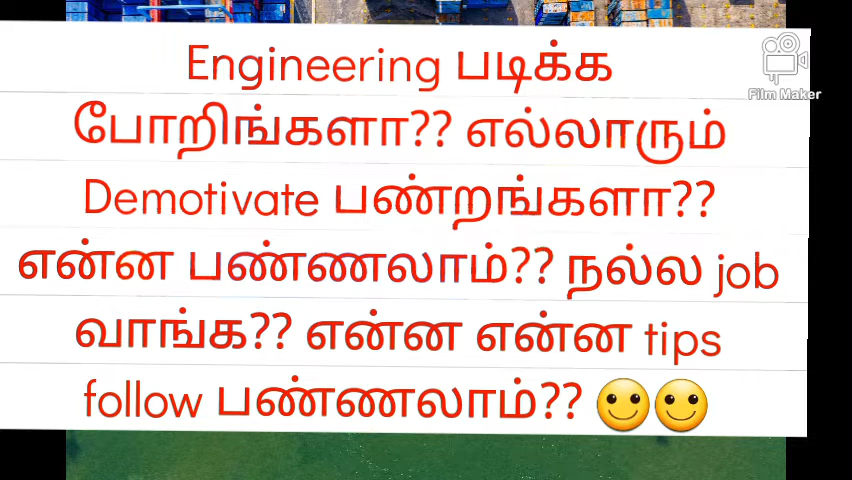 Engineering படிக்க
போறிங்களா?? எல்லாரும்
Demotivate பண்றங்களா??
என்ன பண்ணலாம்?? நல்ல job
வாங்க?? என்ன என்ன tips
follow பண்ணலாம்?? 🙂🙂
Film Maker